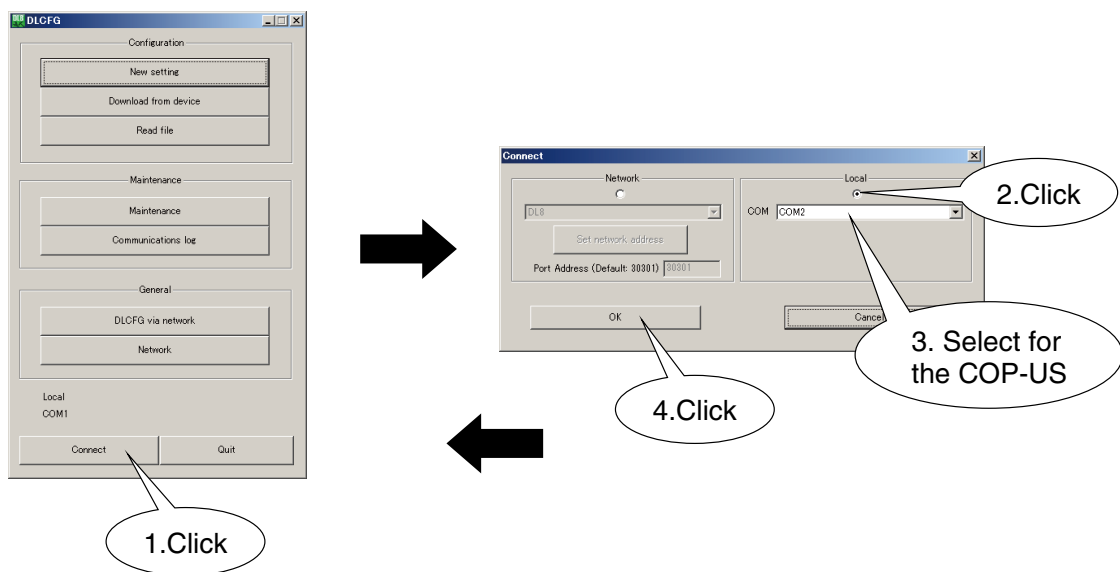 DLCFG
Configuration
New setting
Download from device
Read file
Maintenance
Maintenance
Communications log
General
DLCFG via network
Network
Local
COM1
Connect
Quit
1.Click
Connect
Network
DL8
Set network address
Port Address (Default: 30301) 30301
Local
COM COM2
OK
Cancel
2.Click
3. Select for
the COP-US
4.Click